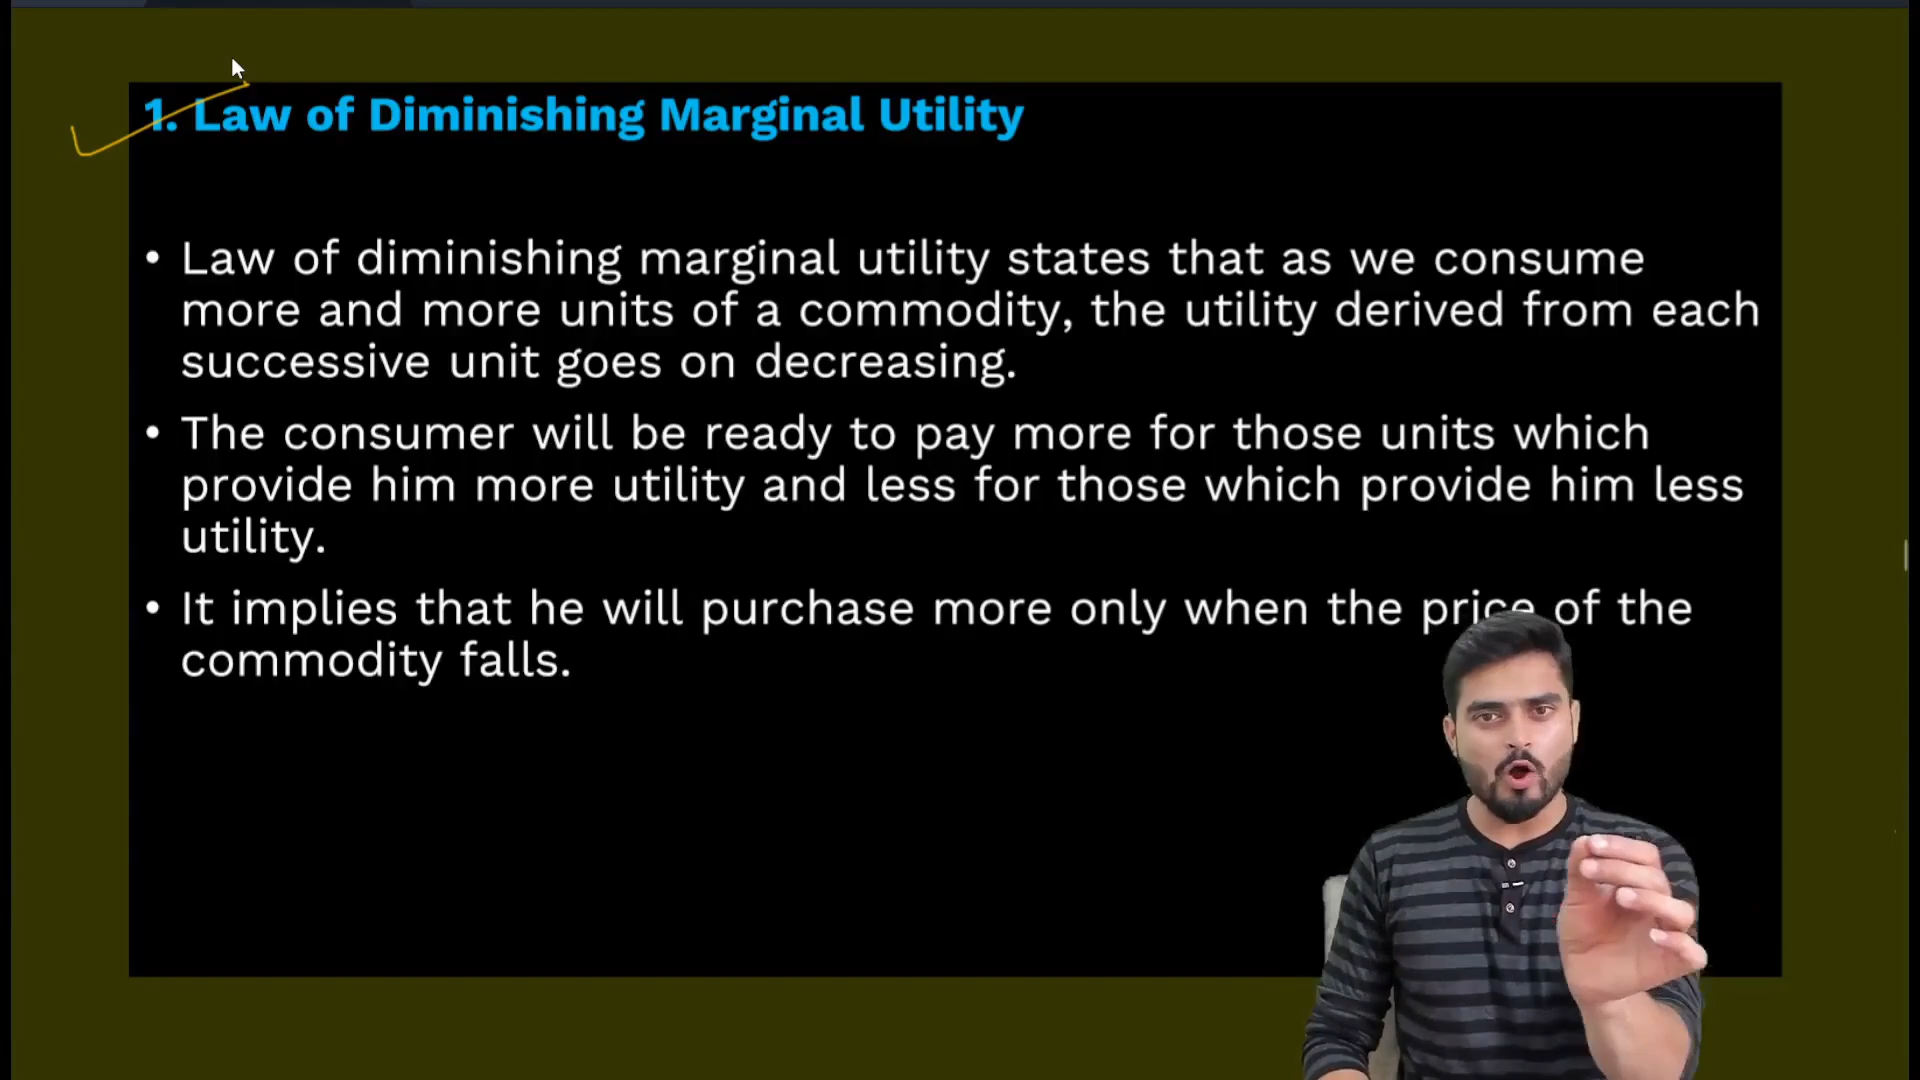 1. Law of Diminishing Marginal Utility
• Law of diminishing marginal utility states that as we consume
more and more units of a commodity, the utility derived from each
successive unit goes on decreasing.
• The consumer will be ready to pay more for those units which
provide him more utility and less for those which provide him less
utility.
• It implies that he will purchase more only when the price of the
commodity falls.